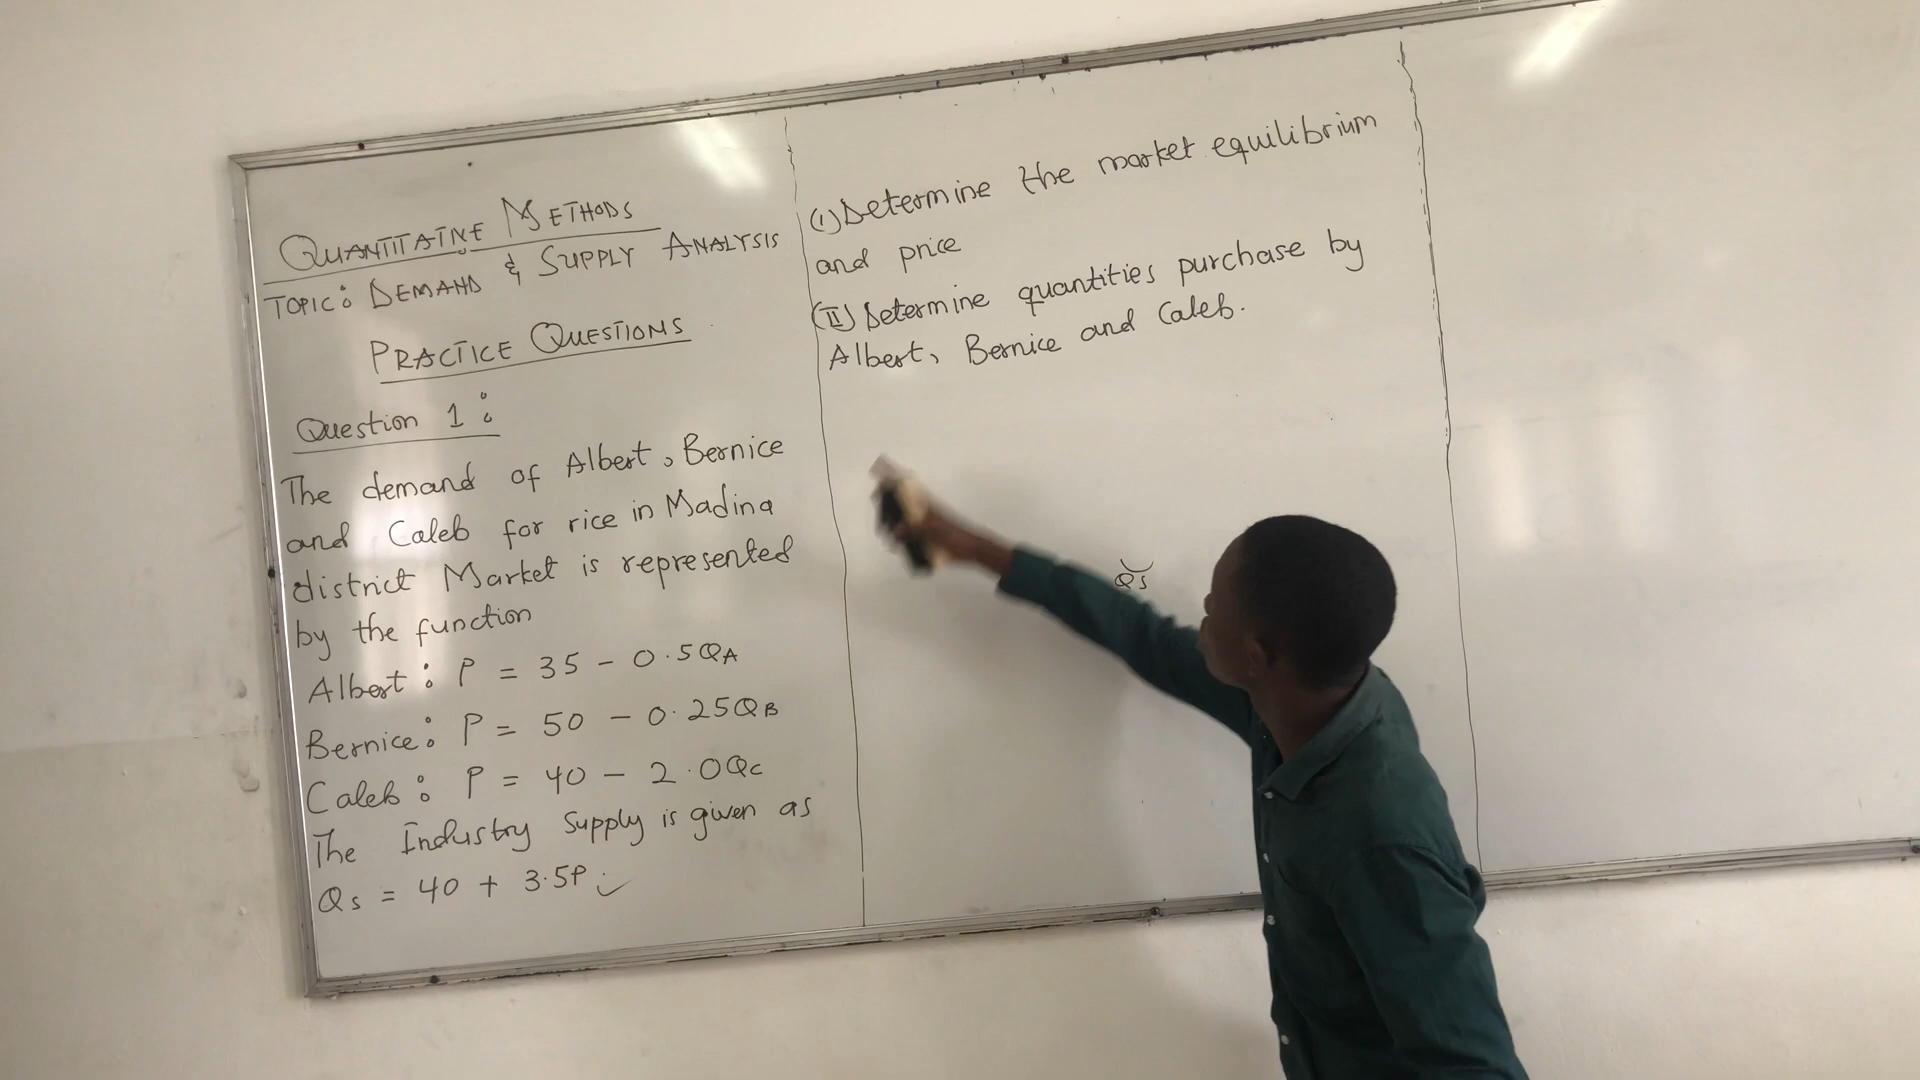 QUANTITATIVE METHODS
TOPIC: DEMAND & SUPPLY ANALYSIS
PRACTICE QUESTIONS
Question 1:
The demand of Albert, Bernice
and Caleb for rice in Madina
district Market is represented
by the function
Albert: P = 35 - 0.5QA
Bernice: P = 50 - 0.25QB
Caleb: P = 40 - 2.0QC
The Industry Supply is given as
Qs = 40 + 3.5P
(I) Determine the market equilibrium
and price
(II) Determine quantities purchase by
Albert, Bernice and Caleb.
Qs